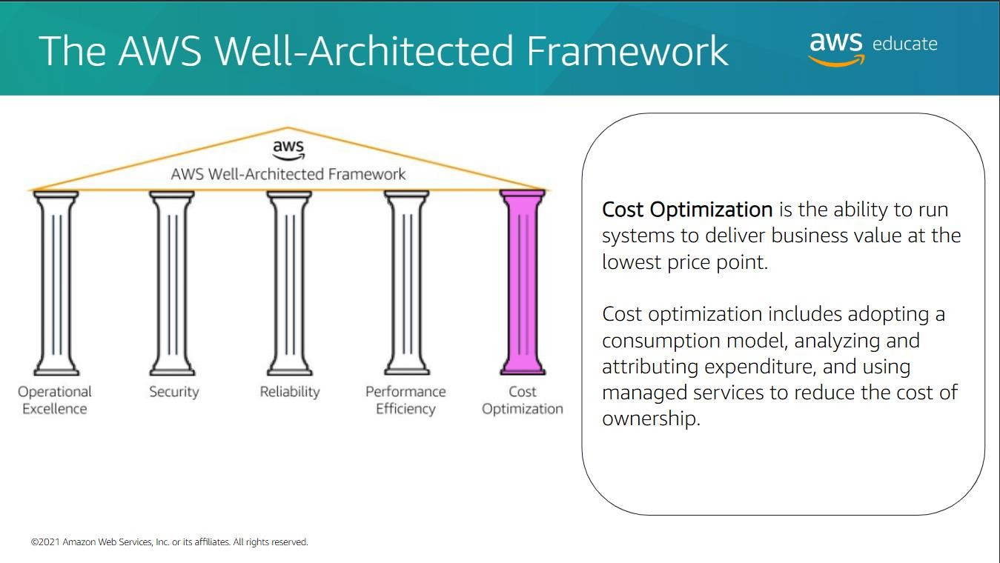 The AWS Well-Architected Framework
aws educate
aws
AWS Well-Architected Framework
Operational
Excellence
Security
Reliability
Performance
Efficiency
Cost
Optimization
Cost Optimization is the ability to run
systems to deliver business value at the
lowest price point.
Cost optimization includes adopting a
consumption model, analyzing and
attributing expenditure, and using
managed services to reduce the cost of
ownership.
©2021 Amazon Web Services, Inc. or its affiliates. All rights reserved.